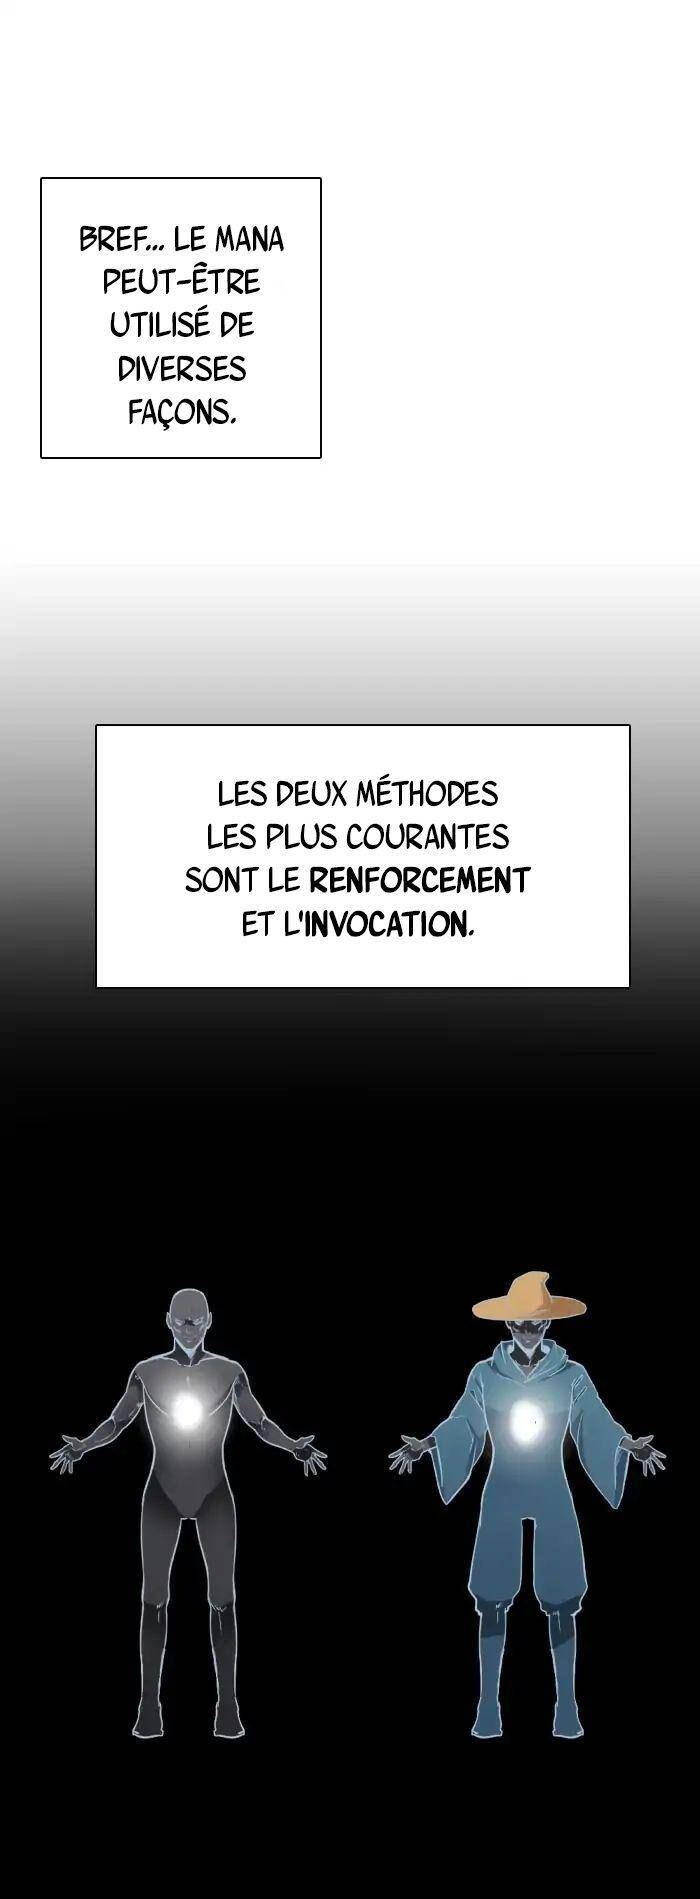 BREF... LE MANA
PEUT-ÊTRE
UTILISÉ DE
DIVERSES
FAÇONS.
LES DEUX MÉTHODES
LES PLUS COURANTES
SONT LE RENFORCEMENT
ET L'INVOCATION.